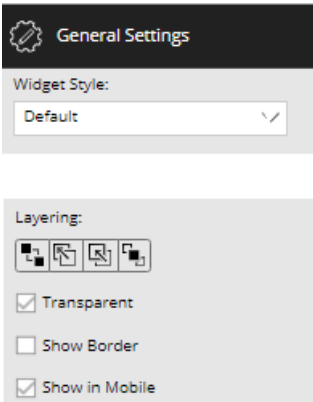 General Settings
Widget Style:
Default
Layering:
Transparent
Show Border
Show in Mobile